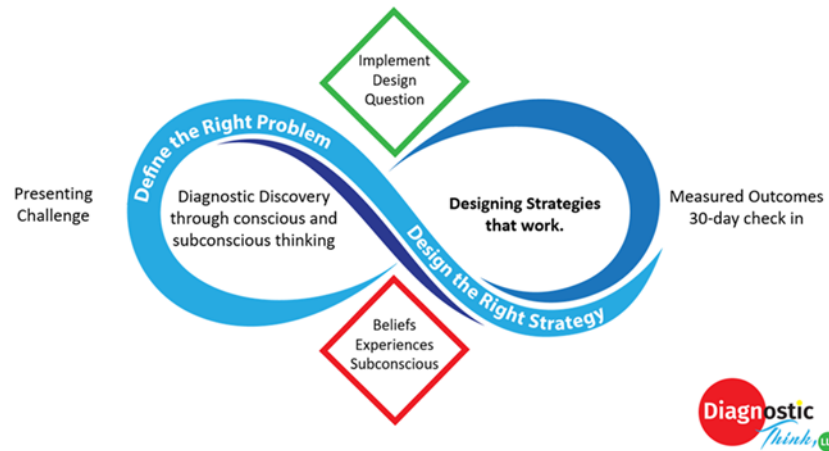 Implement
Design
Question
Define the Right Problem
Presenting
Challenge
Diagnostic Discovery
through conscious and
subconscious thinking
Designing Strategies
that work.
Measured Outcomes
30-day check in
Design the Right Strategy
Beliefs
Experiences
Subconscious
Diagnostic
Think,